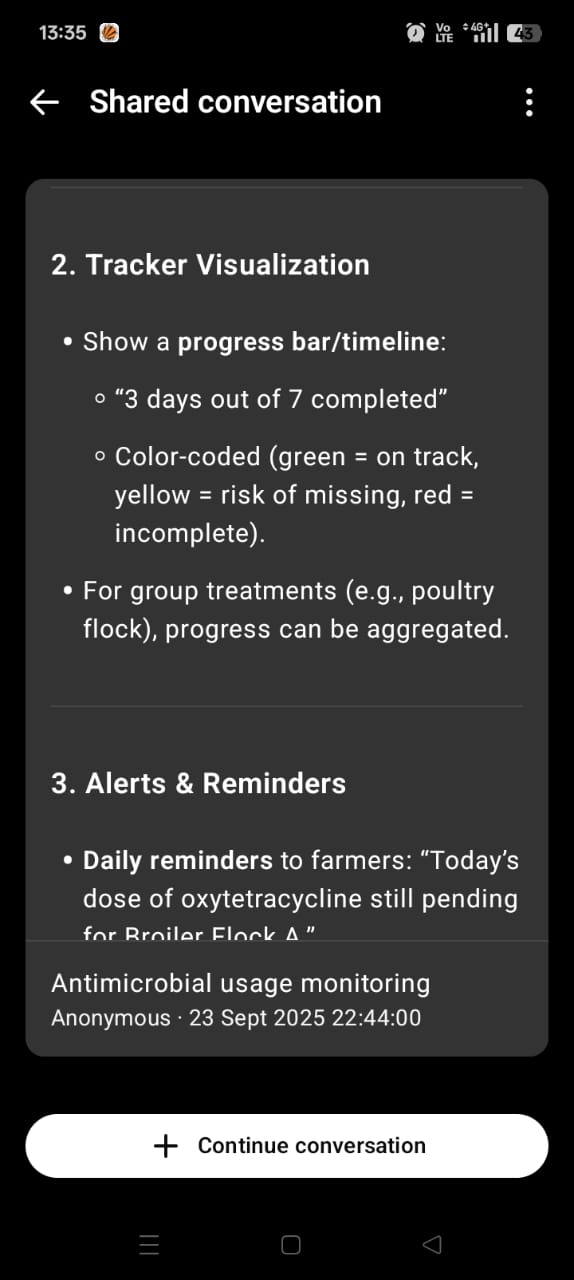 13:35
Vo
LTE
4G+
43
Shared conversation
2. Tracker Visualization
• Show a progress bar/timeline:
“3 days out of 7 completed”
Color-coded (green = on track,
yellow = risk of missing, red =
incomplete).
• For group treatments (e.g., poultry
flock), progress can be aggregated.
3. Alerts & Reminders
• Daily reminders to farmers: “Today’s
dose of oxytetracycline still pending
for Broiler Flock A.”
Antimicrobial usage monitoring
Anonymous · 23 Sept 2025 22:44:00
+ Continue conversation